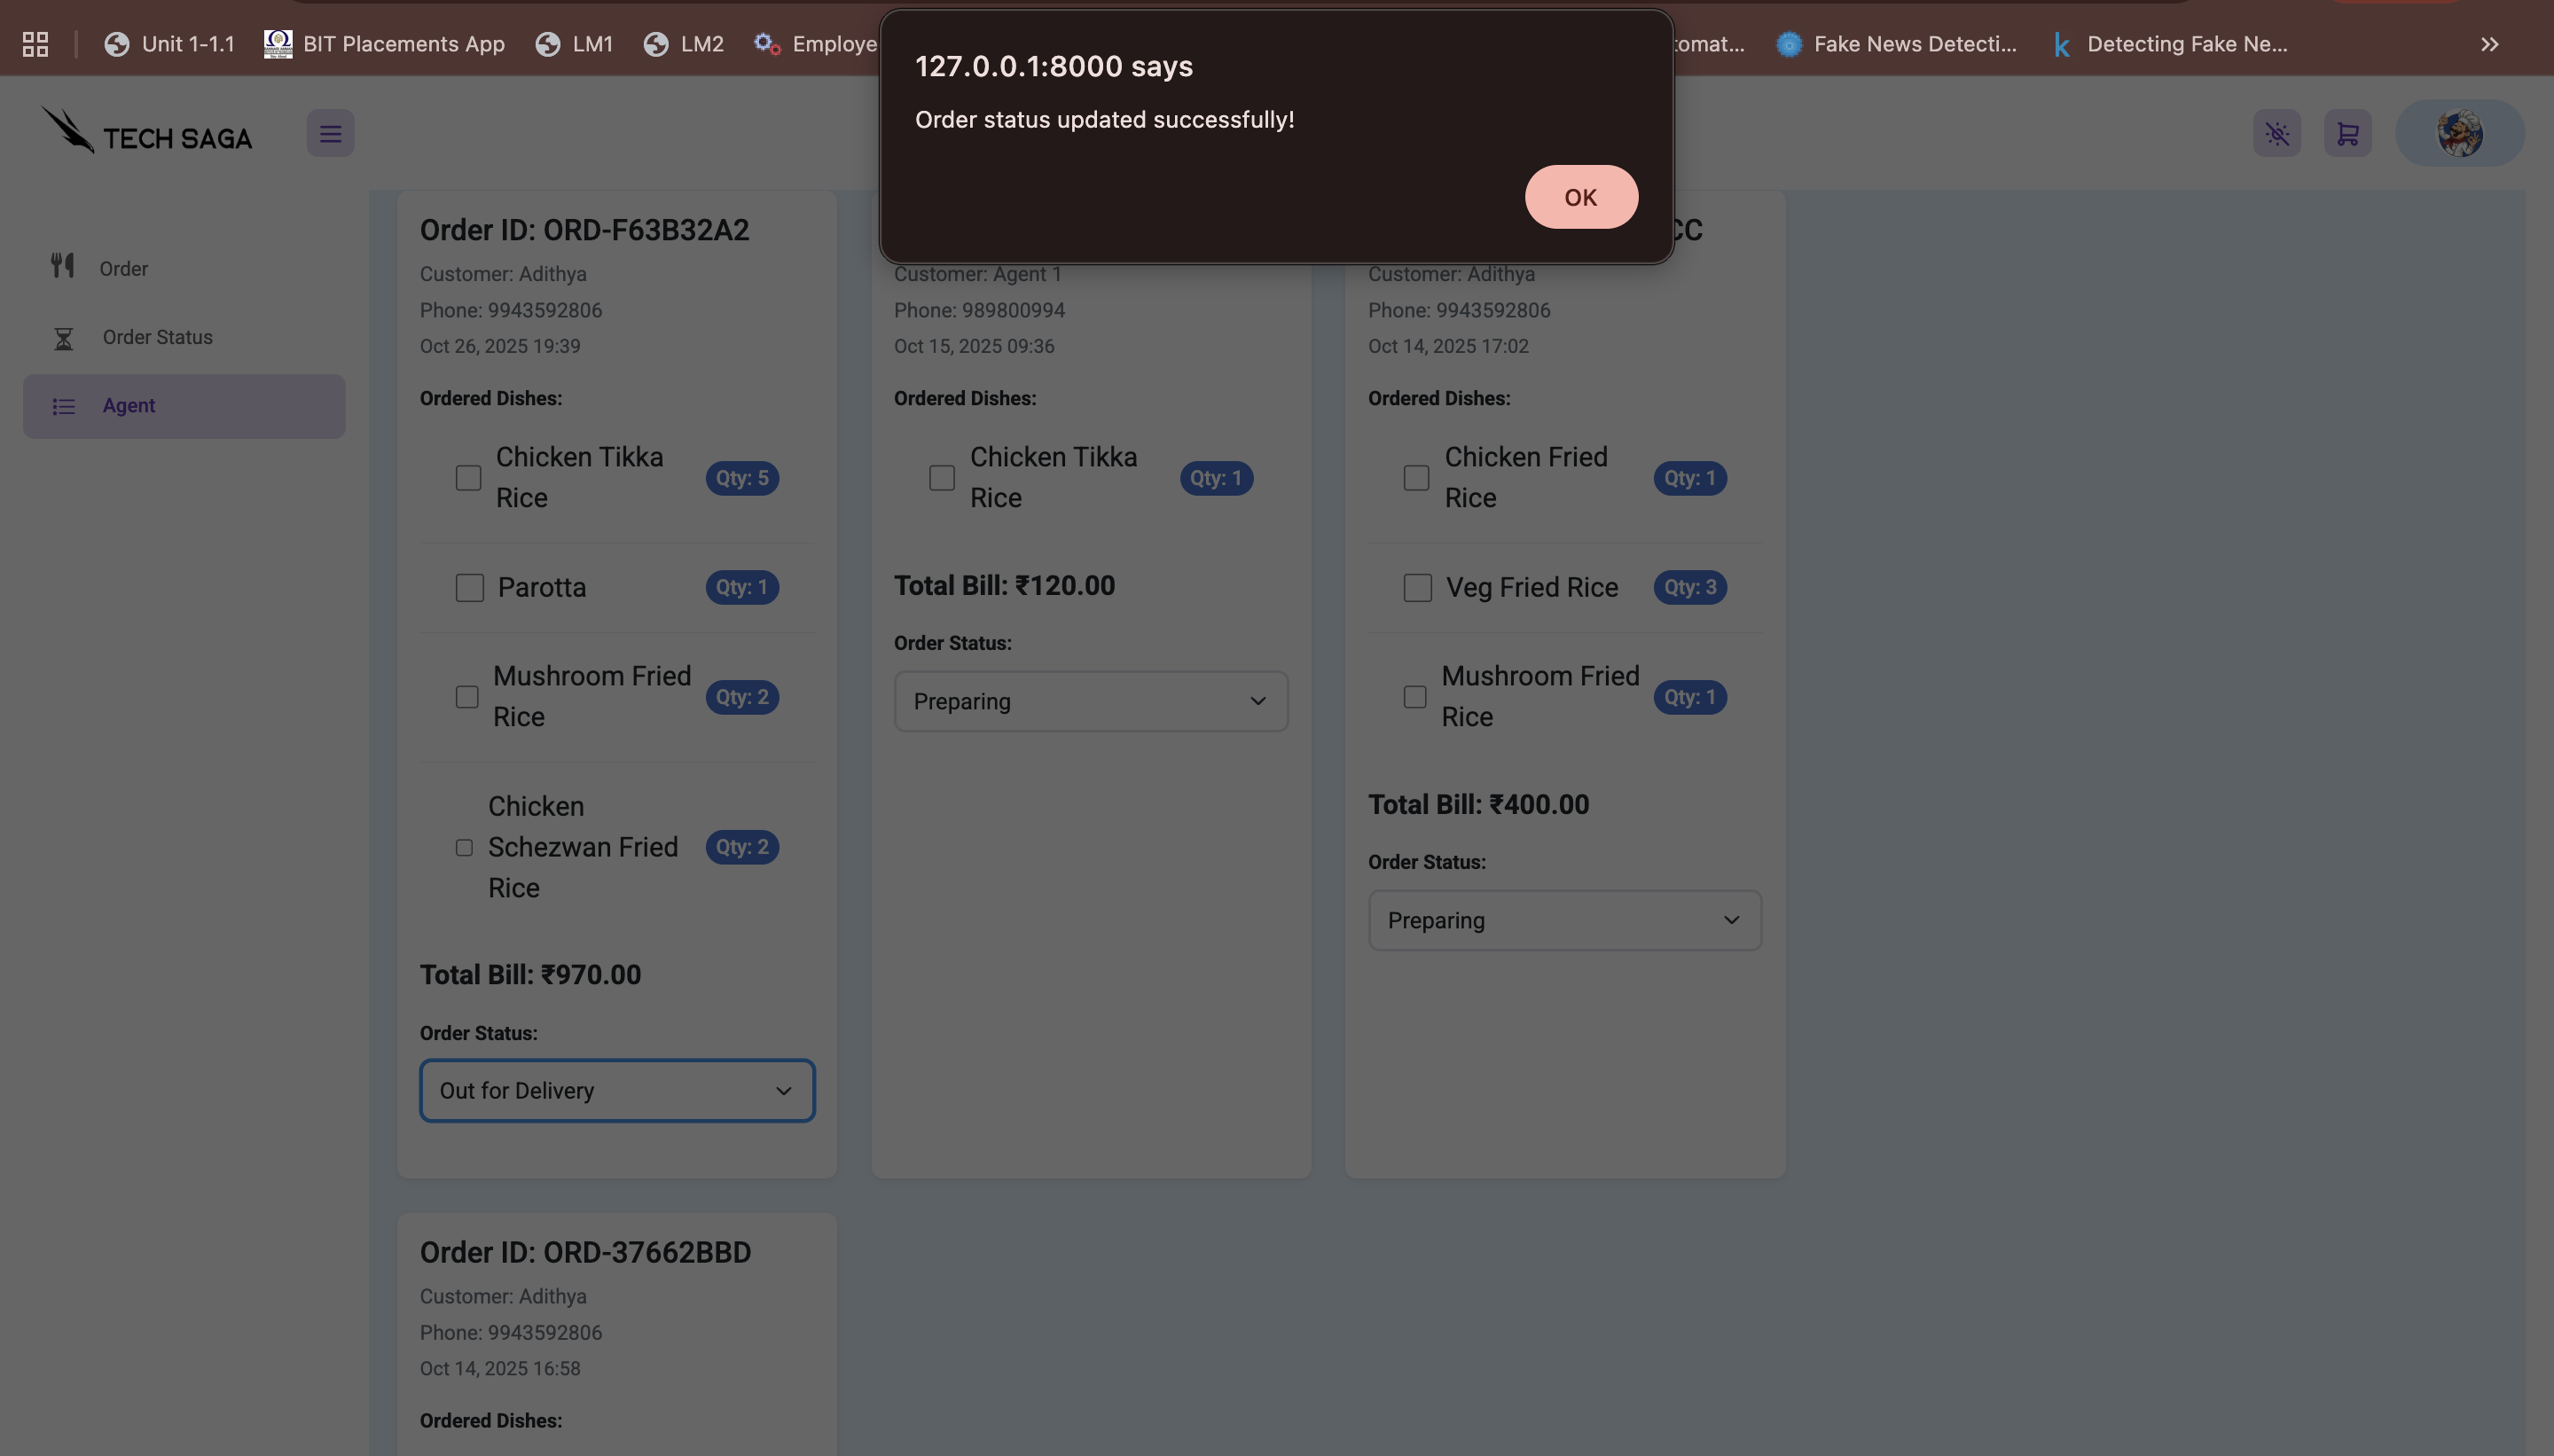 Unit 1-1.1
BIT Placements App
LM1
LM2
Employe
tomat...
Fake News Detecti...
Detecting Fake Ne...
127.0.0.1:8000 says
Order status updated successfully!
OK
TECH SAGA
Order
Order Status
Agent
Order ID: ORD-F63B32A2
Customer: Adithya
Phone: 9943592806
Oct 26, 2025 19:39
Ordered Dishes:
Chicken Tikka
Rice
Qty: 5
Parotta
Qty: 1
Mushroom Fried
Rice
Qty: 2
Chicken
Schezwan Fried
Rice
Qty: 2
Total Bill: ₹970.00
Order Status:
Out for Delivery
Customer: Agent 1
Phone: 989800994
Oct 15, 2025 09:36
Ordered Dishes:
Chicken Tikka
Rice
Qty: 1
Total Bill: ₹120.00
Order Status:
Preparing
CC
Customer: Adithya
Phone: 9943592806
Oct 14, 2025 17:02
Ordered Dishes:
Chicken Fried
Rice
Qty: 1
Veg Fried Rice
Qty: 3
Mushroom Fried
Rice
Qty: 1
Total Bill: ₹400.00
Order Status:
Preparing
Order ID: ORD-37662BBD
Customer: Adithya
Phone: 9943592806
Oct 14, 2025 16:58
Ordered Dishes: